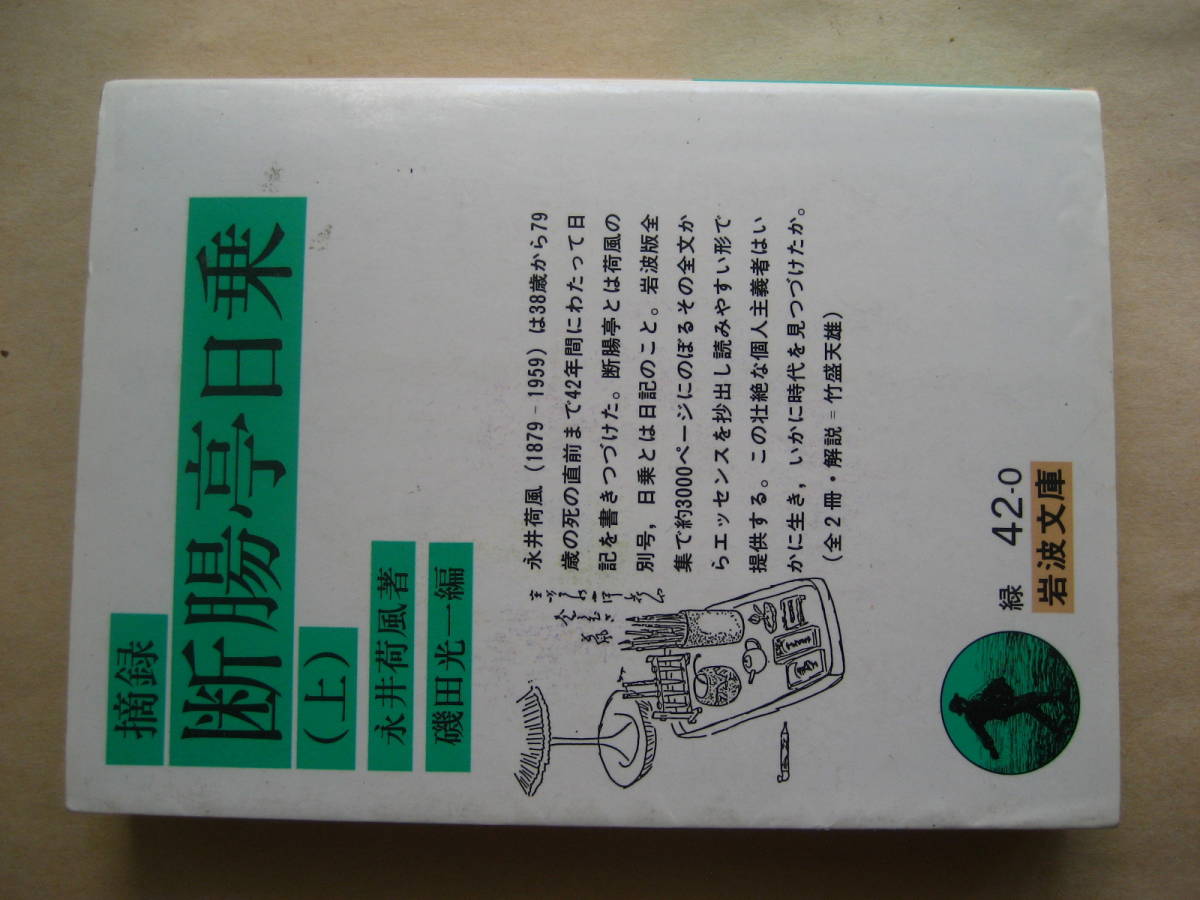 摘録
断腸亭日乗
（上）
永井荷風著
磯田光一編
永井荷風（1879－1959）は38歳から79
歳の死の直前まで42年間にわたって日
記を書きつづけた。断腸亭とは荷風の
別号，日乗とは日記のこと。岩波版全
集で約3000ページにのぼるその全文か
らエッセンスを抄出し読みやすい形で
提供する。この壮絶な個人主義者はい
かに生き，いかに時代を見つづけたか。
（全２冊・解説＝竹盛天雄）
緑 42-0
岩波文庫